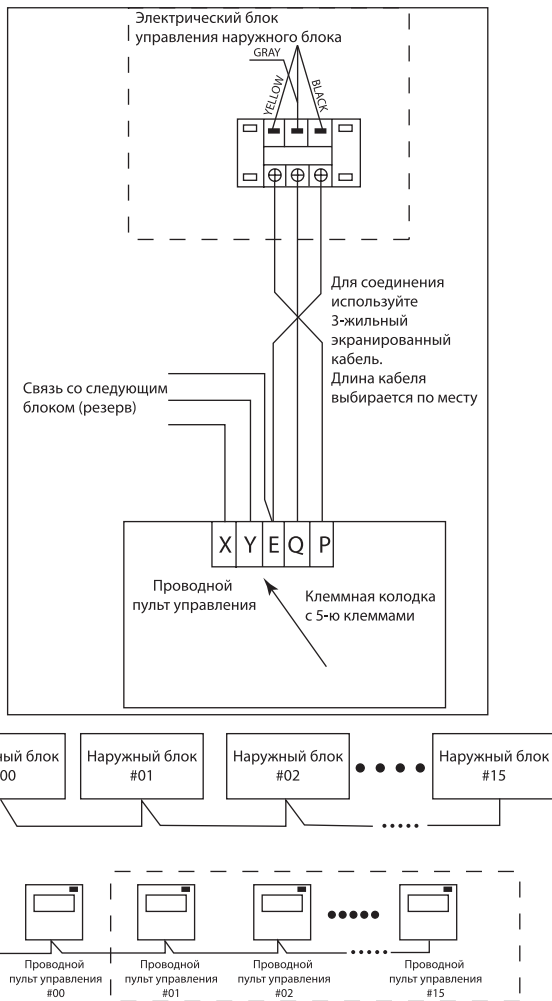 Электрический блок
управления наружного блока
GRAY
YELLOW
BLACK
Для соединения
используйте
3-жильный
экранированный
кабель.
Длина кабеля
выбирается по месту
Связь со следующим
блоком (резерв)
X Y E Q P
Проводной
пульт управления
Клеммная колодка
с 5-ю клеммами
ный блок
00
Наружный блок
#01
Наружный блок
#02
Наружный блок
#15
Проводной
пульт управления
#00
Проводной
пульт управления
#01
Проводной
пульт управления
#02
Проводной
пульт управления
#15